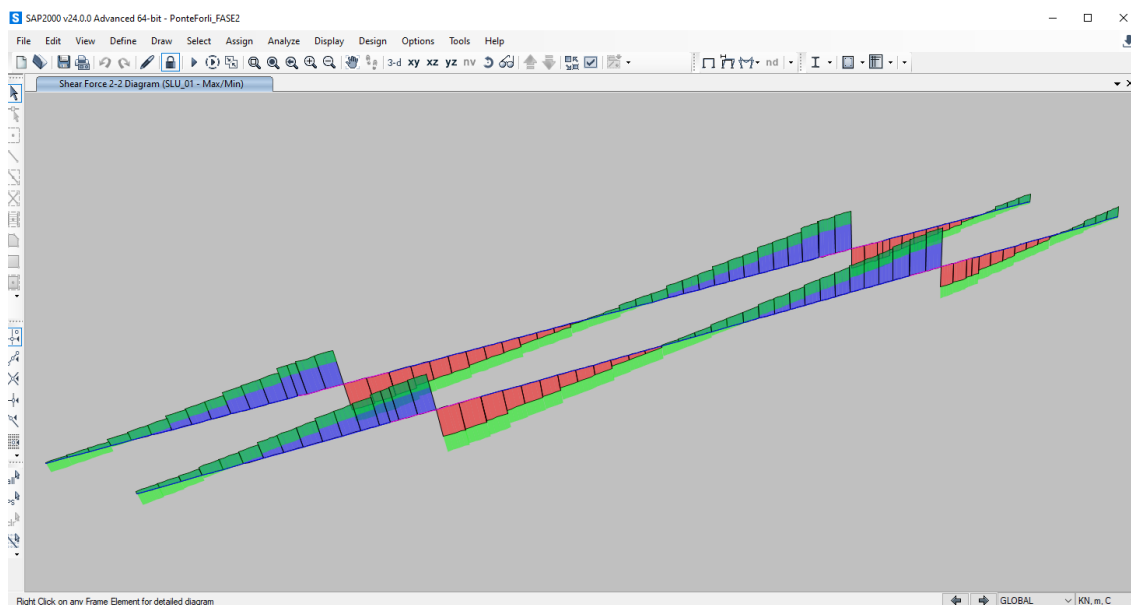 S SAP2000 v24.0.0 Advanced 64-bit - PonteForli_FASE2
File Edit View Define Draw Select Assign Analyze Display Design Options Tools Help
3-d xy xz yz nv nd
Shear Force 2-2 Diagram (SLU_01 - Max/Min)
all
Right Click on any Frame Element for detailed diagram GLOBAL KN, m, C